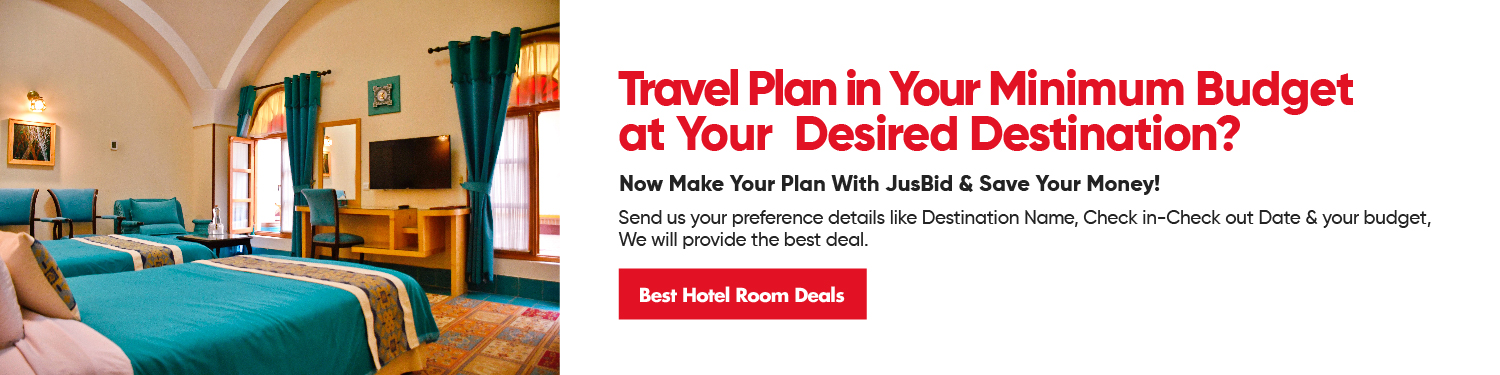 Travel Plan in Your Minimum Budget
at Your Desired Destination?
Now Make Your Plan With JusBid & Save Your Money!
Send us your preference details like Destination Name, Check in-Check out Date & your budget,
We will provide the best deal.
Best Hotel Room Deals